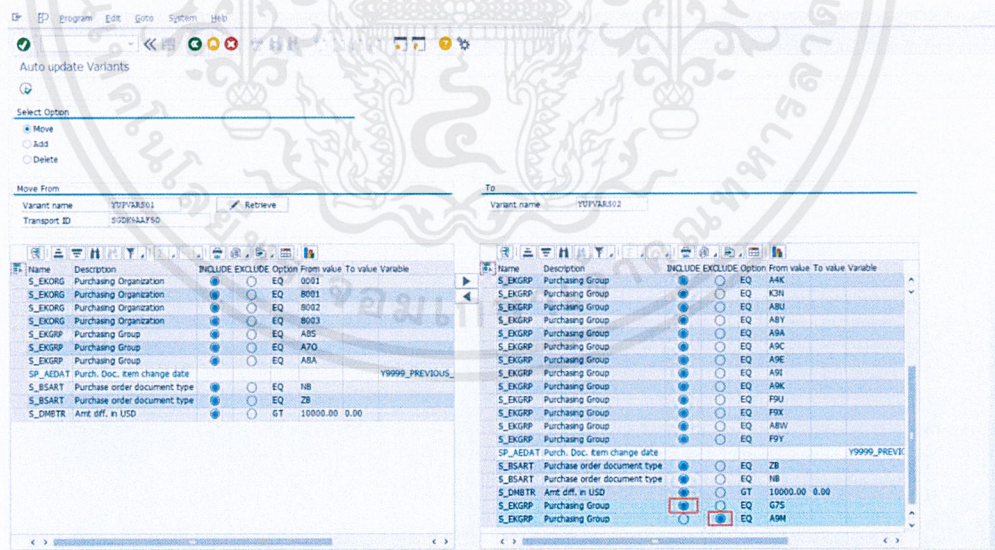 Program Edit Goto System Help
Auto update Variants
Select Option
Move
Add
Delete
Move From
Variant name YUPVARS01 Retrieve
Transport ID
Name Description INCLUDE EXCLUDE Option From value To value Variable
S_EKORG Purchasing Organization EQ 0001
S_EKORG Purchasing Organization EQ 8001
S_EKORG Purchasing Organization EQ 8002
S_EKORG Purchasing Organization EQ 8003
S_EKGRP Purchasing Group EQ
S_EKGRP Purchasing Group EQ A70
S_EKGRP Purchasing Group EQ A8A
SP_AEDAT Purch. Doc. item change date Y9999_PREVIOUS_
S_BSART Purchase order document type EQ NB
S_BSART Purchase order document type EQ ZB
S_DMBTR Amt diff. in USD GT 10000.00 0.00
To
Variant name YUPVARS02
Name Description INCLUDE EXCLUDE Option From value To value Variable
S_EKGRP Purchasing Group EQ A4K
S_EKGRP Purchasing Group EQ K3N
S_EKGRP Purchasing Group EQ A8U
S_EKGRP Purchasing Group EQ A8Y
S_EKGRP Purchasing Group EQ A9A
S_EKGRP Purchasing Group EQ A9C
S_EKGRP Purchasing Group EQ A9E
S_EKGRP Purchasing Group EQ A9I
S_EKGRP Purchasing Group EQ A9K
S_EKGRP Purchasing Group EQ F9U
S_EKGRP Purchasing Group EQ F9X
S_EKGRP Purchasing Group EQ A8W
S_EKGRP Purchasing Group EQ F9Y
SP_AEDAT Purch. Doc. item change date Y9999_PREVIO
S_BSART Purchase order document type EQ ZB
S_BSART Purchase order document type EQ NB
S_DMBTR Amt diff. in USD GT 10000.00 0.00
S_EKGRP Purchasing Group EQ G7S
S_EKGRP Purchasing Group EQ A9M